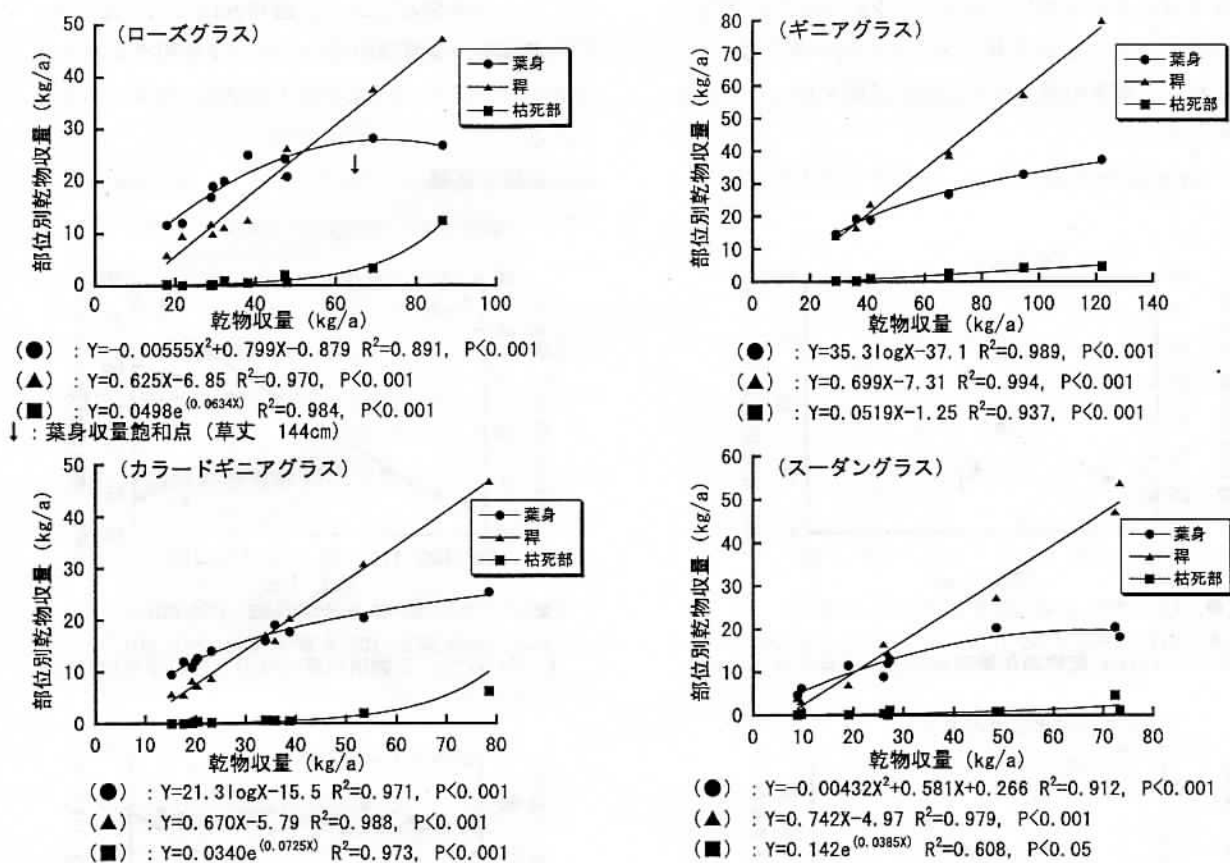 (ローズグラス)
部位別乾物収量 (kg/a)
50
40
30
20
10
0
葉身
稈
枯死部
↓
0 20 40 60 80 100
乾物収量 (kg/a)
(●) : Y=-0.00555X²+0.799X-0.879 R²=0.891, P<0.001
(▲) : Y=0.625X-6.85 R²=0.970, P<0.001
(■) : Y=0.0498e^(0.0634X) R²=0.984, P<0.001
↓ : 葉身収量飽和点 (草丈 144cm)
(ギニアグラス)
部位別乾物収量 (kg/a)
80
70
60
50
40
30
20
10
0
葉身
稈
枯死部
0 20 40 60 80 100 120 140
乾物収量 (kg/a)
(●) : Y=35.3logX-37.1 R²=0.989, P<0.001
(▲) : Y=0.699X-7.31 R²=0.994, P<0.001
(■) : Y=0.0519X-1.25 R²=0.937, P<0.001
(カラードギニアグラス)
部位別乾物収量 (kg/a)
50
40
30
20
10
0
葉身
稈
枯死部
0 10 20 30 40 50 60 70 80
乾物収量 (kg/a)
(●) : Y=21.3logX-15.5 R²=0.971, P<0.001
(▲) : Y=0.670X-5.79 R²=0.988, P<0.001
(■) : Y=0.0340e^(0.0725X) R²=0.973, P<0.001
(スーダングラス)
部位別乾物収量 (kg/a)
60
50
40
30
20
10
0
葉身
稈
枯死部
0 10 20 30 40 50 60 70 80
乾物収量 (kg/a)
(●) : Y=-0.00432X²+0.581X+0.266 R²=0.912, P<0.001
(▲) : Y=0.742X-4.97 R²=0.979, P<0.001
(■) : Y=0.142e^(0.0385X) R²=0.608, P<0.05